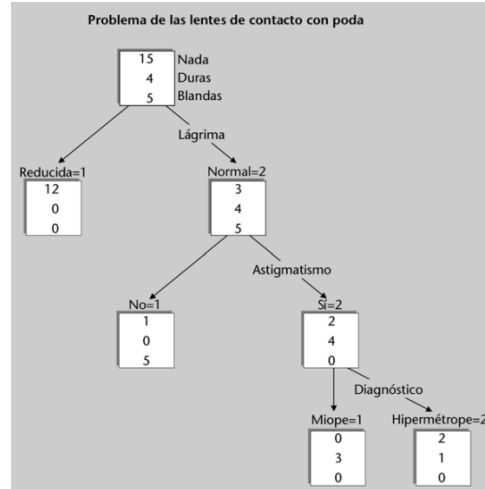 Problema de las lentes de contacto con poda
15 Nada
4 Duras
5 Blandas
Lágrima
Reducida=1
12
0
0
Normal=2
3
4
5
Astigmatismo
No=1
1
0
5
Sí=2
2
4
0
Diagnóstico
Miope=1
0
3
0
Hipermétrope=2
2
1
0